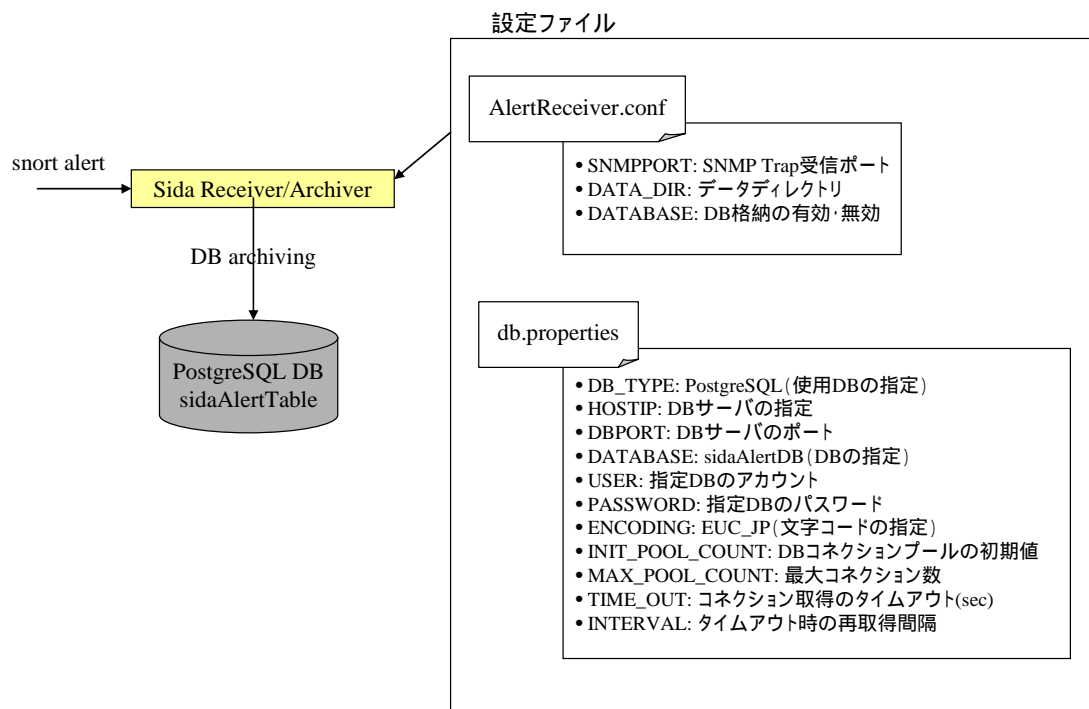 設定ファイル
AlertReceiver.conf
• SNMPPORT: SNMP Trap受信ポート
• DATA_DIR: データディレクトリ
• DATABASE: DB格納の有効・無効
snort alert
Sida Receiver/Archiver
DB archiving
PostgreSQL DB
sidaAlertTable
db.properties
• DB_TYPE: PostgreSQL(使用DBの指定)
• HOSTIP: DBサーバの指定
• DBPORT: DBサーバのポート
• DATABASE: sidaAlertDB(DBの指定)
• USER: 指定DBのアカウント
• PASSWORD: 指定DBのパスワード
• ENCODING: EUC_JP(文字コードの指定)
• INIT_POOL_COUNT: DBコネクションプールの初期値
• MAX_POOL_COUNT: 最大コネクション数
• TIME_OUT: コネクション取得のタイムアウト(sec)
• INTERVAL: タイムアウト時の再取得間隔